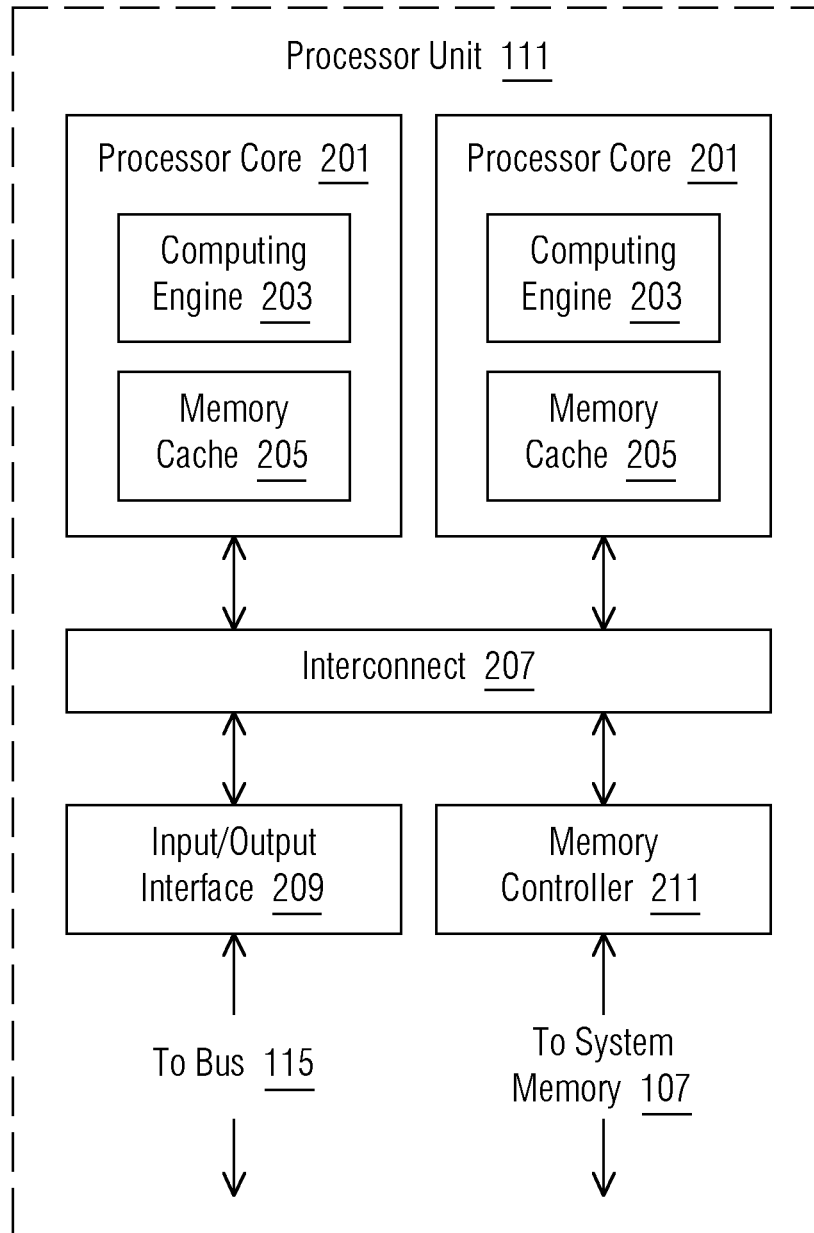 Processor Unit 111
Processor Core 201
Computing
Engine 203
Memory
Cache 205
Processor Core 201
Computing
Engine 203
Memory
Cache 205
Interconnect 207
Input/Output
Interface 209
Memory
Controller 211
To Bus 115
To System
Memory 107